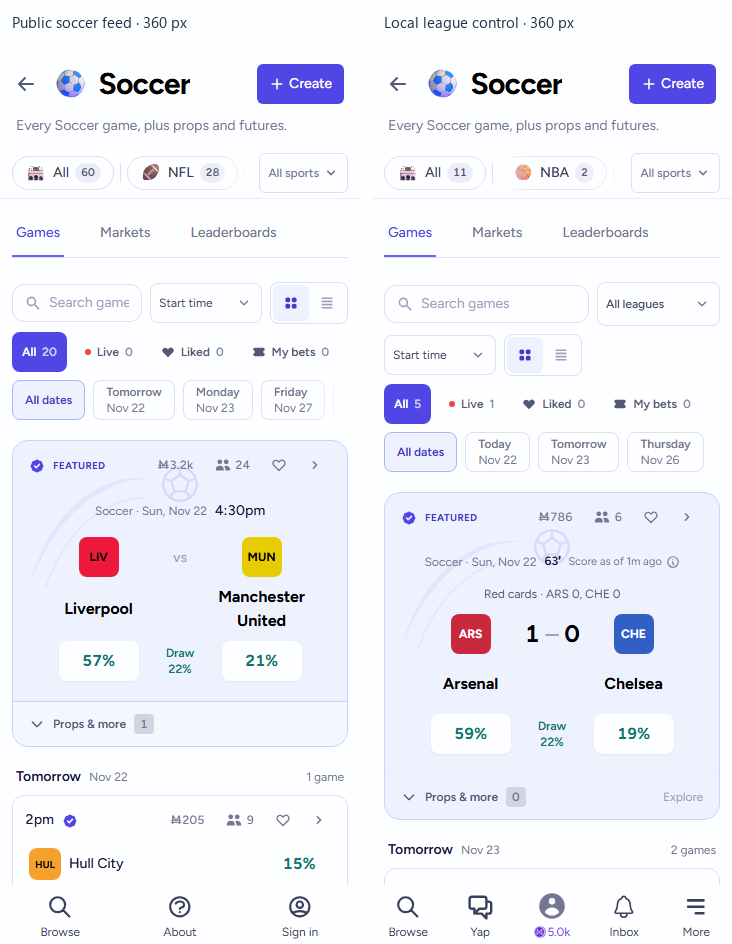 Public soccer feed · 360 px
Soccer
+ Create
Every Soccer game, plus props and futures.
All 60
NFL 28
All sports
Games
Markets
Leaderboards
Search game
Start time
All 20
Live 0
Liked 0
My bets 0
All dates
Tomorrow
Nov 22
Monday
Nov 23
Friday
Nov 27
FEATURED
Ṁ3.2k
24
Soccer · Sun, Nov 22 4:30pm
LIV
vs
MUN
Liverpool
Manchester
United
57%
Draw
22%
21%
Props & more 1
Tomorrow Nov 22
1 game
2pm
Ṁ205
9
HUL
Hull City
15%
Browse
About
Sign in
Local league control · 360 px
Soccer
+ Create
Every Soccer game, plus props and futures.
All 11
NBA 2
All sports
Games
Markets
Leaderboards
Search games
All leagues
Start time
All 5
Live 1
Liked 0
My bets 0
All dates
Today
Nov 22
Tomorrow
Nov 23
Thursday
Nov 26
FEATURED
Ṁ786
6
Soccer · Sun, Nov 22 63' Score as of 1m ago
Red cards · ARS 0, CHE 0
ARS
1 – 0
CHE
Arsenal
Chelsea
59%
Draw
22%
19%
Props & more 0
Explore
Tomorrow Nov 23
2 games
Browse
Yap
5.0k
Inbox
More